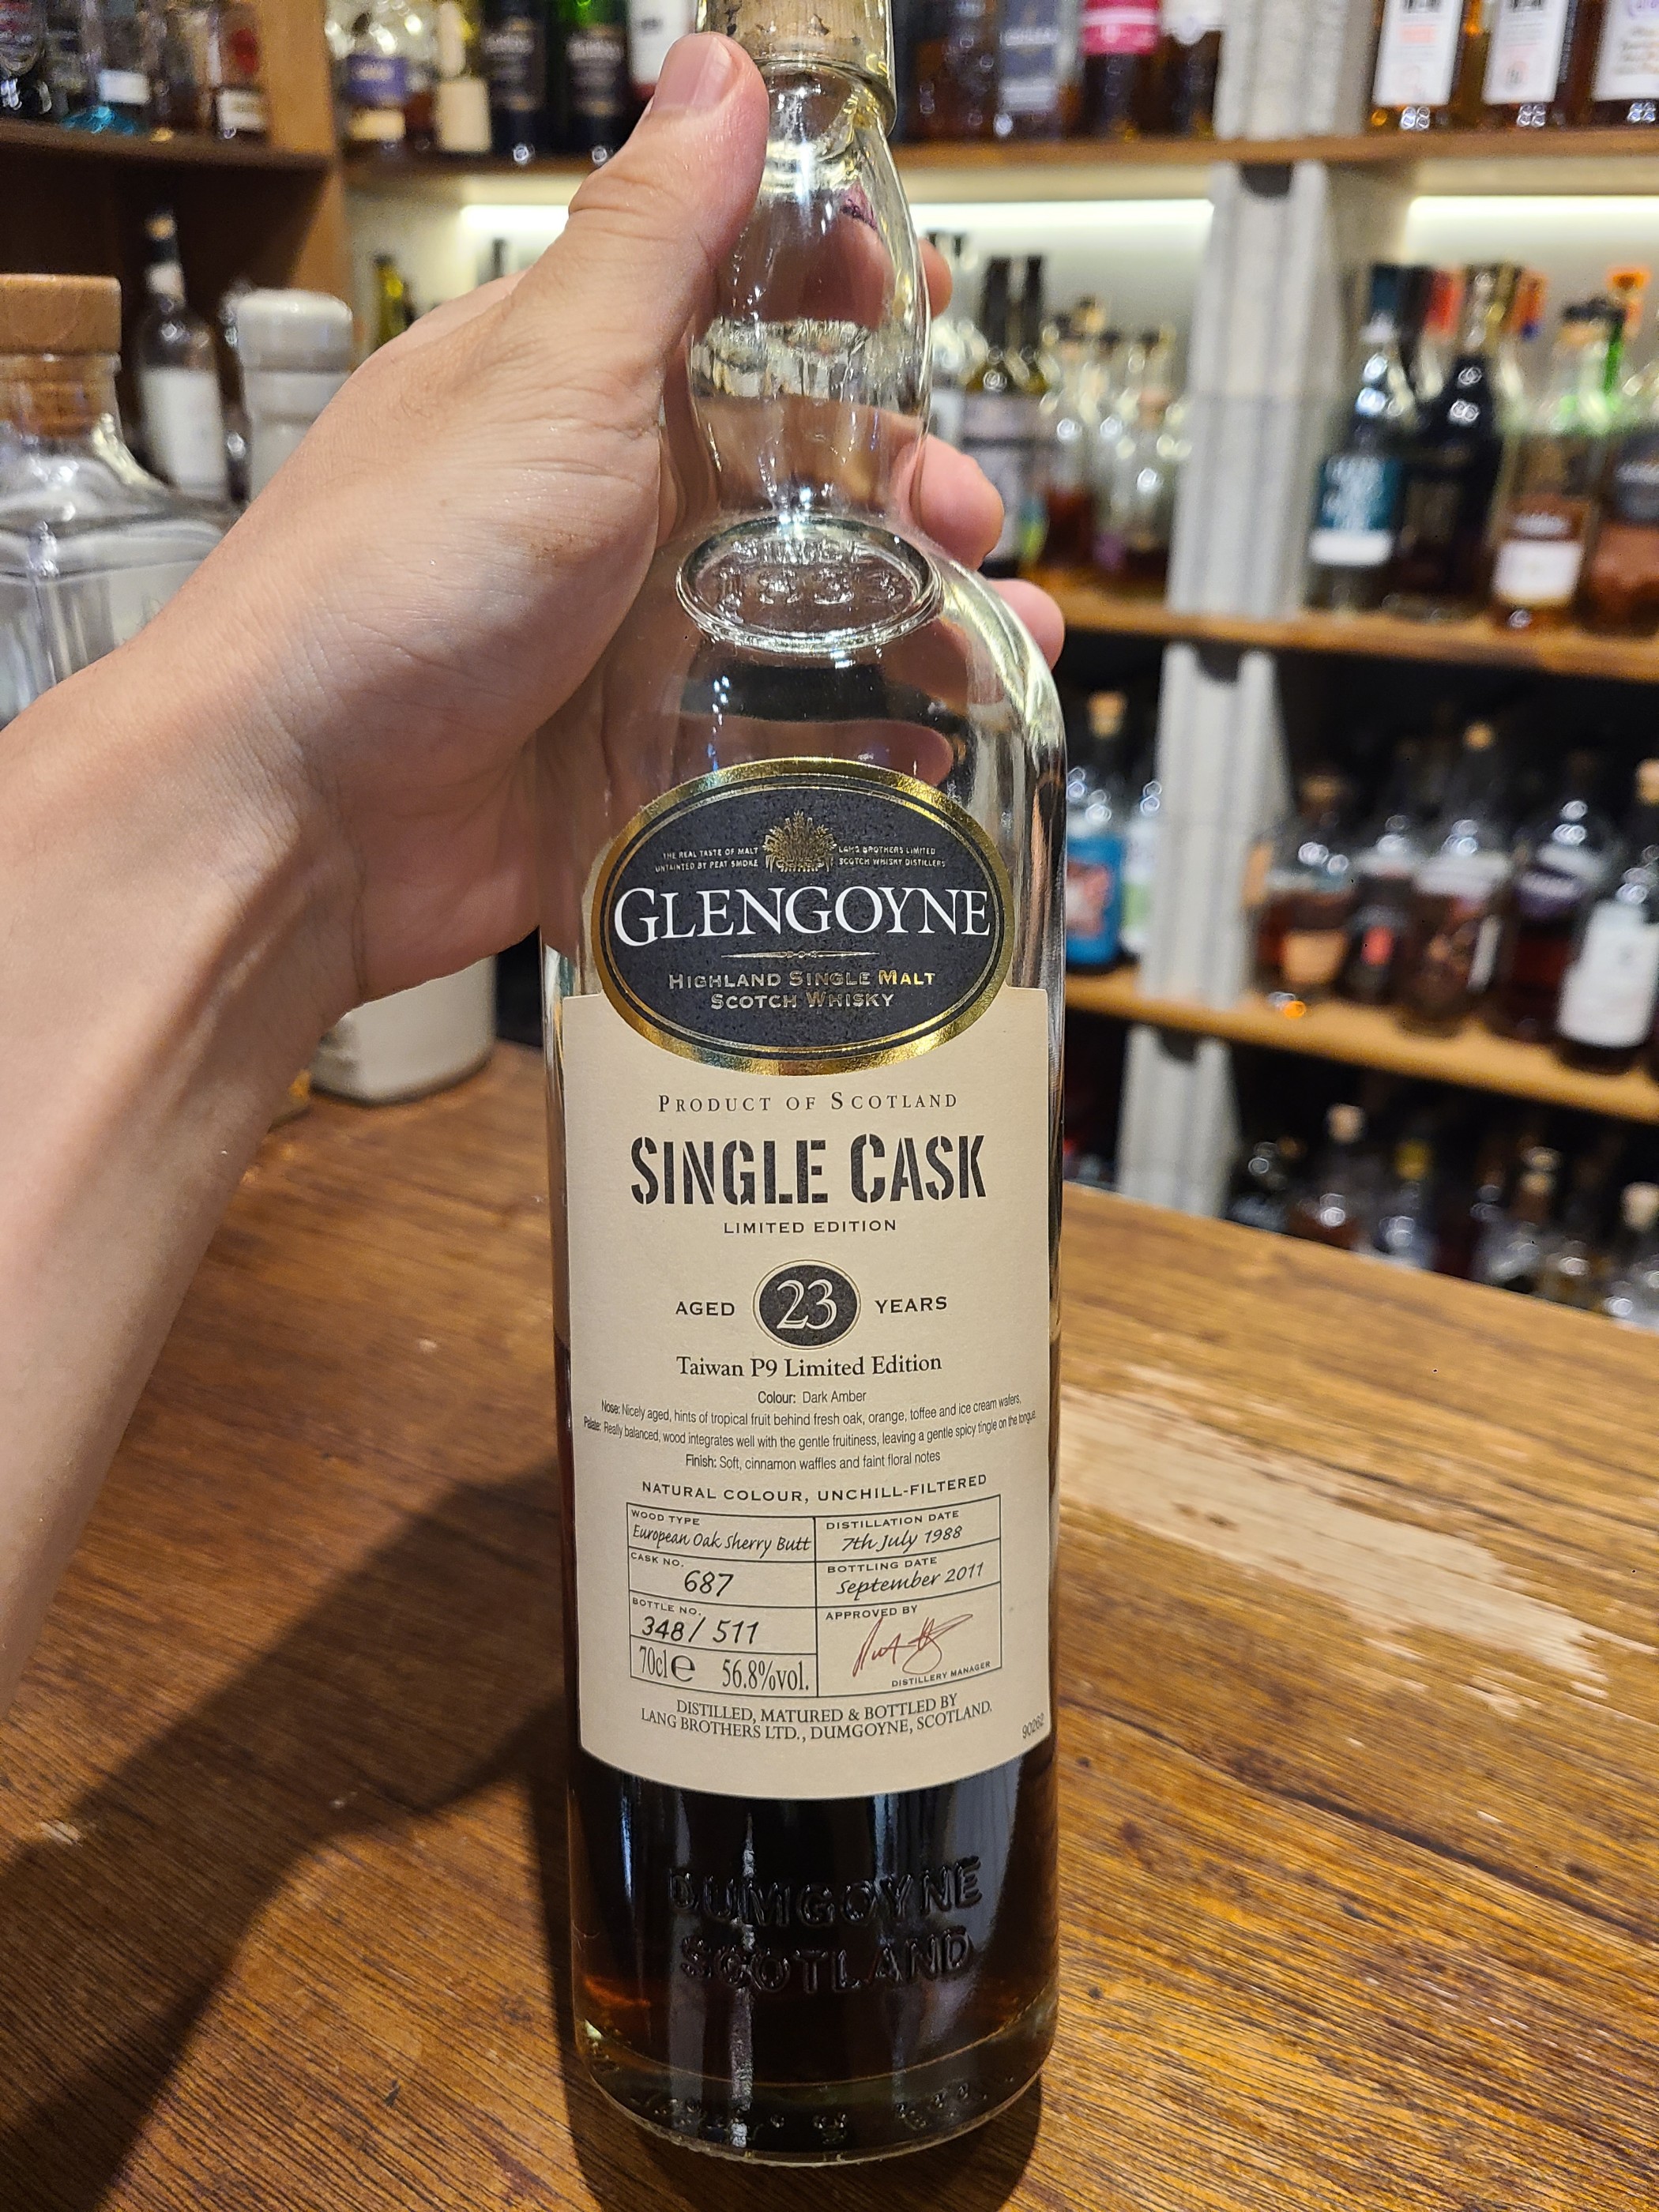 SINCE
1833
THE REAL TASTE OF MALT
UNTAINTED BY PEAT SMOKE
LANG BROTHERS LIMITED
SCOTCH WHISKY DISTILLERS
GLENGOYNE
HIGHLAND SINGLE MALT
SCOTCH WHISKY
PRODUCT OF SCOTLAND
SINGLE CASK
LIMITED EDITION
AGED 23 YEARS
Taiwan P9 Limited Edition
Colour: Dark Amber
Nose: Nicely aged, hints of tropical fruit behind fresh oak, orange, toffee and ice cream wafers.
Palate: Really balanced, wood integrates well with the gentle fruitiness, leaving a gentle spicy tingle on the tongue.
Finish: Soft, cinnamon waffles and faint floral notes
NATURAL COLOUR, UNCHILL-FILTERED
WOOD TYPE
European Oak Sherry Butt
DISTILLATION DATE
7th July 1988
CASK NO.
687
BOTTLING DATE
September 2011
BOTTLE NO.
348/ 511
APPROVED BY
70cl e 56.8%vol.
DISTILLERY MANAGER
DISTILLED, MATURED & BOTTLED BY
LANG BROTHERS LTD., DUMGOYNE, SCOTLAND.
90262
DUMGOYNE
SCOTLAND